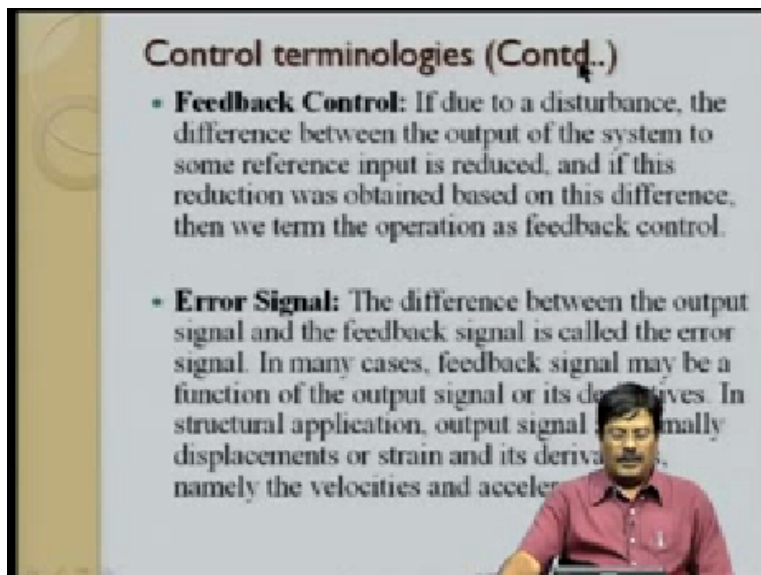 Control terminologies (Contd..)
• Feedback Control: If due to a disturbance, the
difference between the output of the system to
some reference input is reduced, and if this
reduction was obtained based on this difference,
then we term the operation as feedback control.
• Error Signal: The difference between the output
signal and the feedback signal is called the error
signal. In many cases, feedback signal may be a
function of the output signal or its
In
structural application, output signal
displacements or strain and its
namely the velocities and